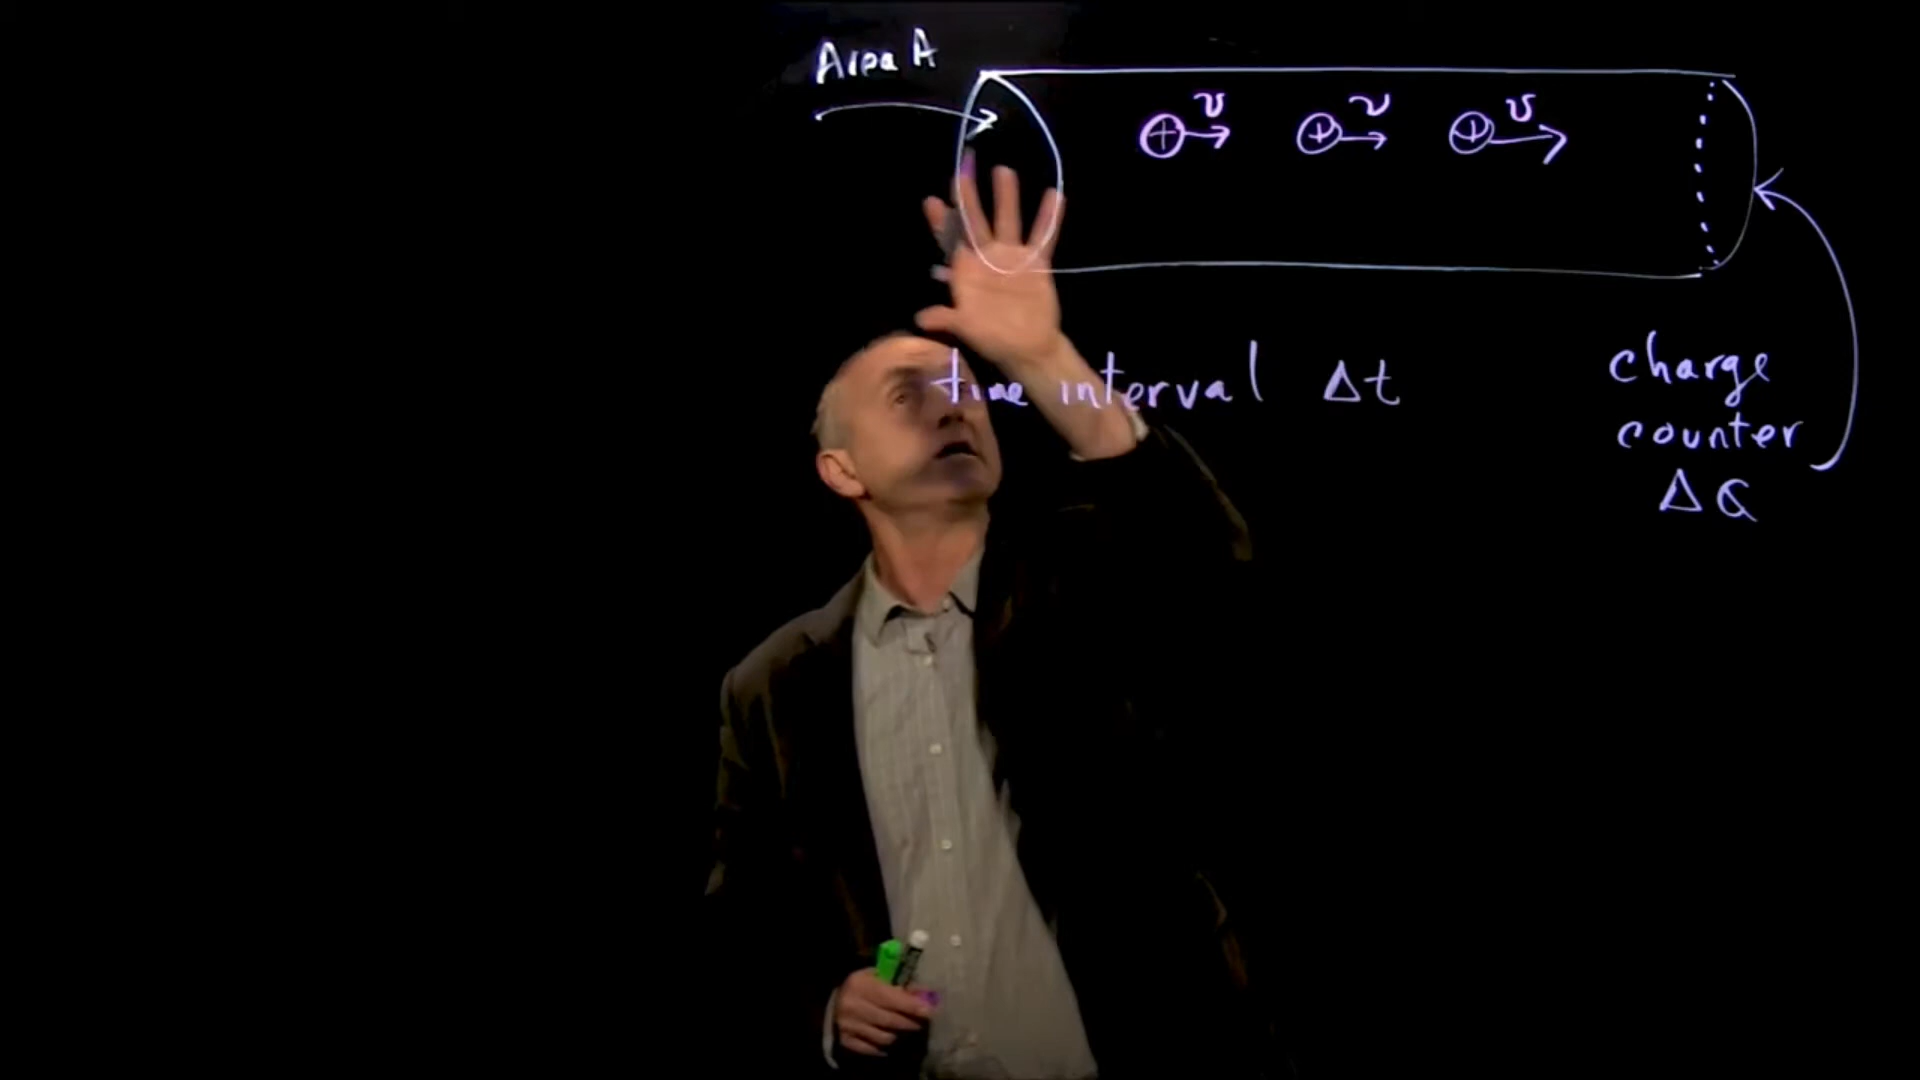 Area A
v v v
+ + +
time interval Δt
charge
counter
ΔQ